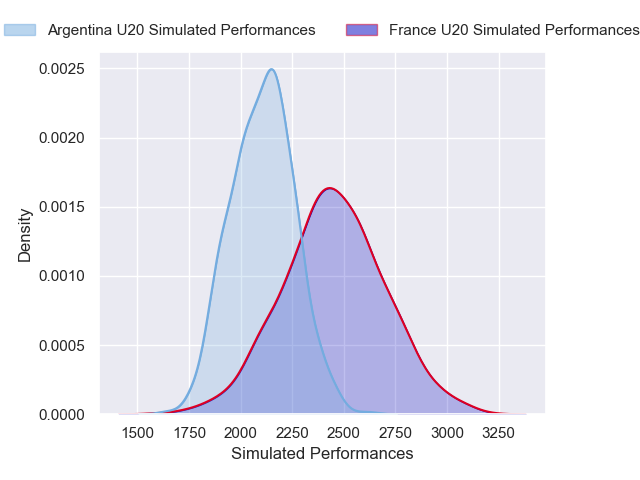 Argentina U20 Simulated Performances France U20 Simulated Performances
0.0025
0.0020
0.0015
0.0010
0.0005
0.0000
Density
1500 1750 2000 2250 2500 2750 3000 3250
Simulated Performances